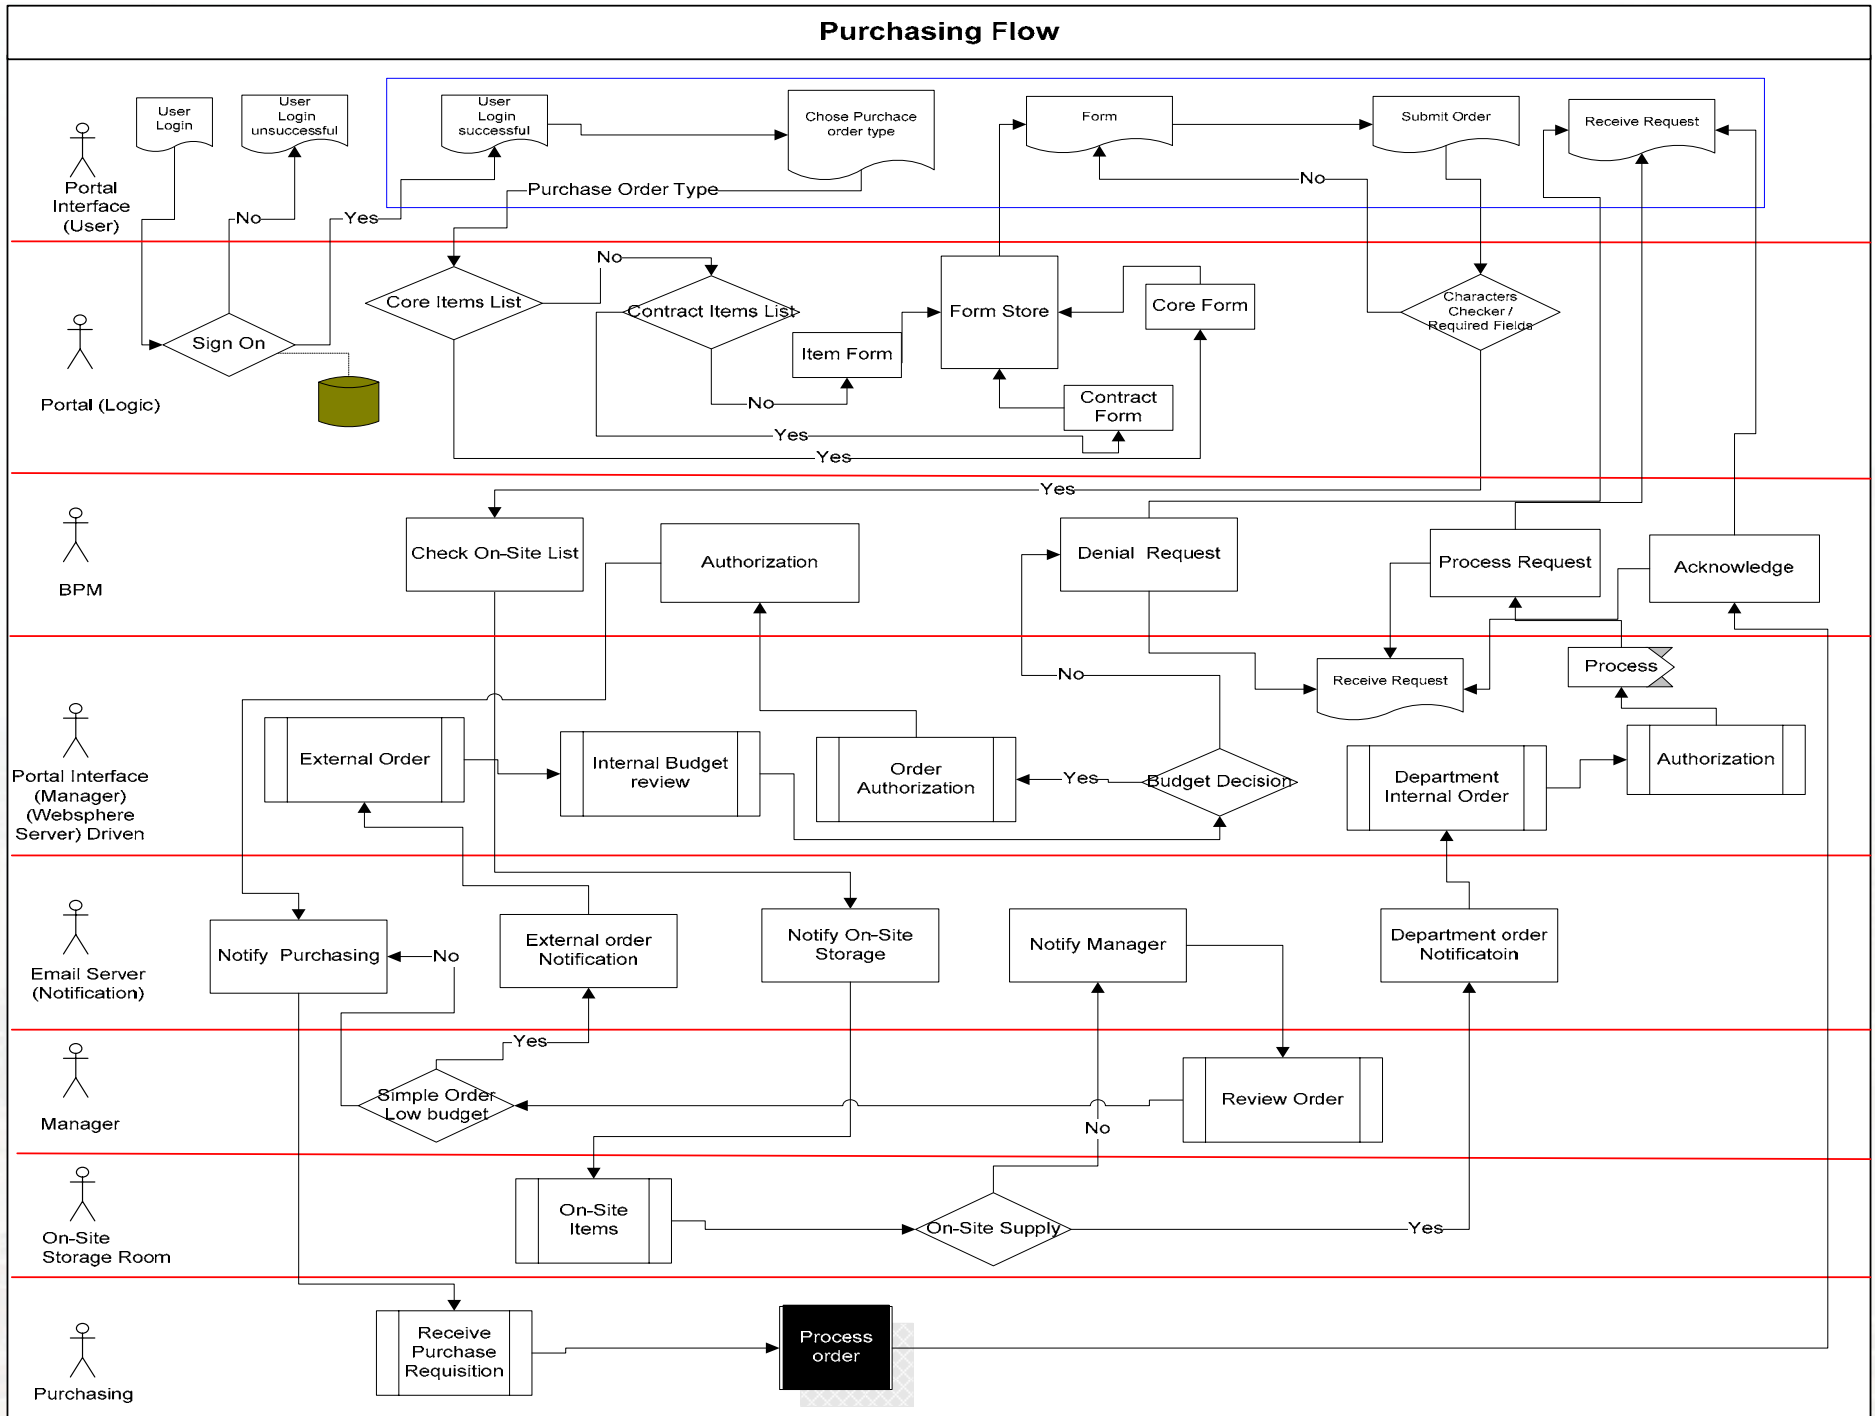 Purchasing Flow
User
Login
User
Login
unsuccessful
User
Login
successful
Chose Purchace
order type
Form
Submit Order
Receive Request
Portal
Interface
(User)
Purchase Order Type
No
No
Yes
Core Items List
No
Contract Items List
Form Store
Core Form
Characters
Checker /
Required Fields
Sign On
Item Form
Portal (Logic)
No
Contract
Form
Yes
Yes
Yes
BPM
Check On-Site List
Authorization
Denial Request
Process Request
Acknowledge
Portal Interface
(Manager)
(Websphere
Server) Driven
No
Receive Request
Process
External Order
Internal Budget
review
Order
Authorization
Yes
Budget Decision
Department
Internal Order
Authorization
Email Server
(Notification)
Notify Purchasing
No
External order
Notification
Notify On-Site
Storage
Notify Manager
Department order
Notificatoin
Manager
Yes
Simple Order
Low budget
Review Order
No
On-Site
Storage Room
On-Site
Items
On-Site Supply
Yes
Purchasing
Receive
Purchase
Requisition
Process
order